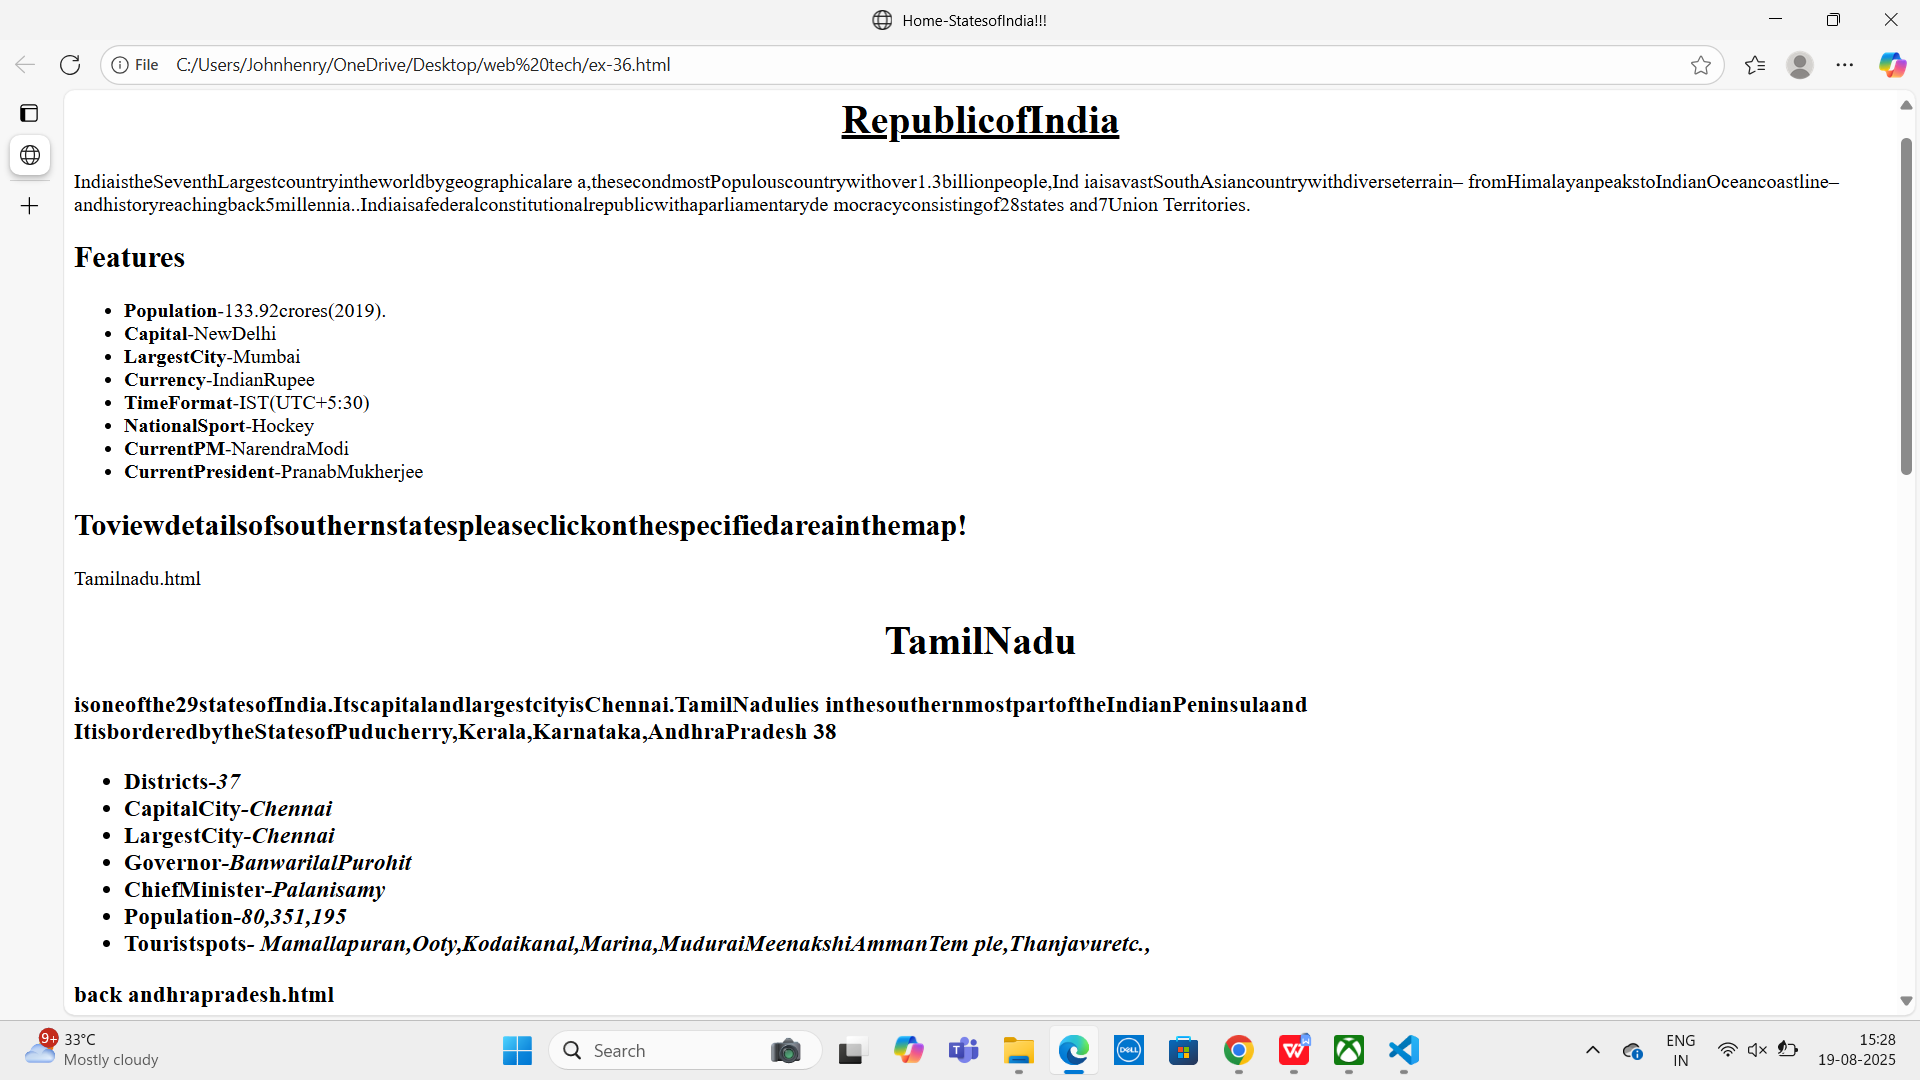 Home-StatesofIndia!!!
File C:/Users/Johnhenry/OneDrive/Desktop/web%20tech/ex-36.html
RepublicofIndia
IndiaistheSeventhLargestcountryintheworldbygeographicalare a,thesecondmostPopulouscountrywithover1.3billionpeople,Ind iaisavastSouthAsiancountrywithdiverseterrain– fromHimalayanpeakstoIndianOceancoastline–
andhistoryreachingback5millennia..Indiaisafederalconstitutionalrepublicwithaparliamentaryde mocracyconsistingof28states and7Union Territories.
Features
• Population-133.92crores(2019).
• Capital-NewDelhi
• LargestCity-Mumbai
• Currency-IndianRupee
• TimeFormat-IST(UTC+5:30)
• NationalSport-Hockey
• CurrentPM-NarendraModi
• CurrentPresident-PranabMukherjee
Toviewdetailsofsouthernstatespleaseclickonthespecifiedareainthemap!
Tamilnadu.html
TamilNadu
isoneofthe29statesofIndia.ItscapitalandlargestcityisChennai.TamilNadulies inthesouthernmostpartoftheIndianPeninsulaand
ItisborderedbytheStatesofPuducherry,Kerala,Karnataka,AndhraPradesh 38
• Districts-37
• CapitalCity-Chennai
• LargestCity-Chennai
• Governor-BanwarilalPurohit
• ChiefMinister-Palanisamy
• Population-80,351,195
• Touristspots- Mamallapuran,Ooty,Kodaikanal,Marina,MuduraiMeenakshiAmmanTem ple,Thanjavuretc.,
back andhrapradesh.html
9+ 33°C
Mostly cloudy
Search
DELL
ENG
IN
15:28
19-08-2025